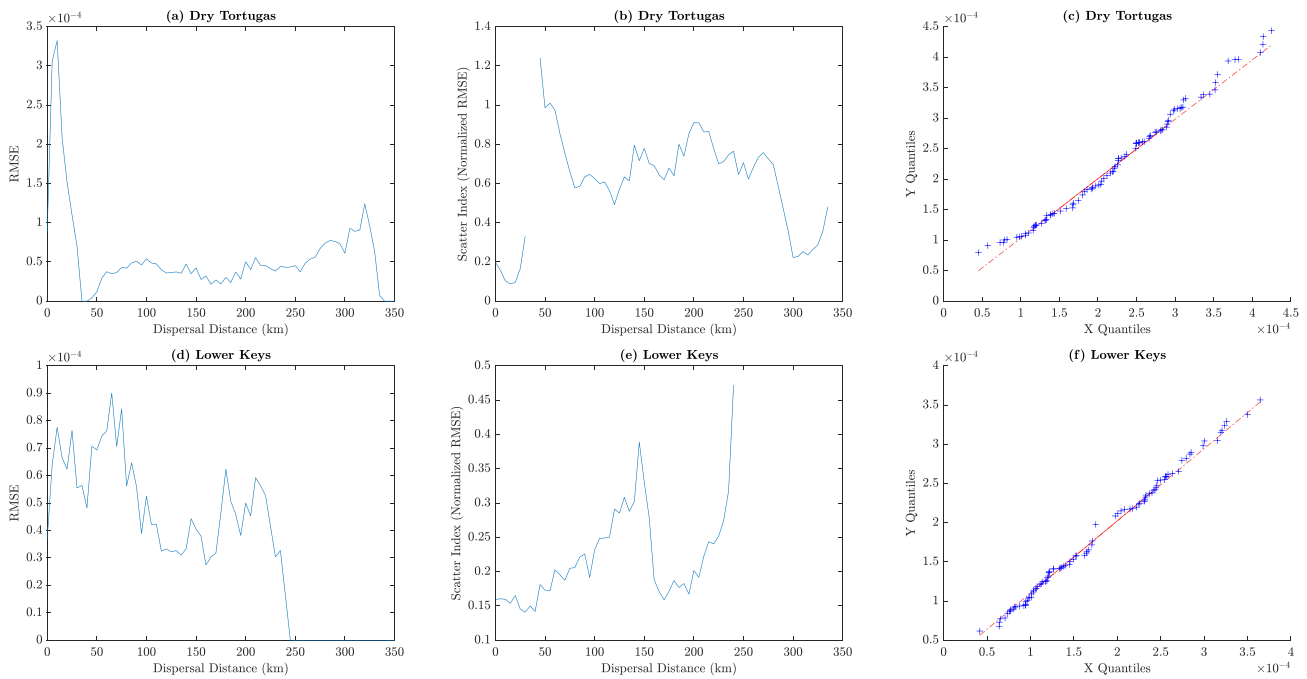 (a) Dry Tortugas
×10⁻⁴
3.5
3
2.5
2
1.5
1
0.5
0
RMSE
0 50 100 150 200 250 300 350
Dispersal Distance (km)
(b) Dry Tortugas
1.4
1.2
1
0.8
0.6
0.4
0.2
0
Scatter Index (Normalized RMSE)
0 50 100 150 200 250 300 350
Dispersal Distance (km)
(c) Dry Tortugas
×10⁻⁴
4.5
4
3.5
3
2.5
2
1.5
1
0.5
0
Y Quantiles
0 0.5 1 1.5 2 2.5 3 3.5 4 4.5
X Quantiles
×10⁻⁴
(d) Lower Keys
×10⁻⁴
1
0.9
0.8
0.7
0.6
0.5
0.4
0.3
0.2
0.1
0
RMSE
0 50 100 150 200 250 300 350
Dispersal Distance (km)
(e) Lower Keys
0.5
0.45
0.4
0.35
0.3
0.25
0.2
0.15
0.1
Scatter Index (Normalized RMSE)
0 50 100 150 200 250 300 350
Dispersal Distance (km)
(f) Lower Keys
×10⁻⁴
4
3.5
3
2.5
2
1.5
1
0.5
Y Quantiles
0 0.5 1 1.5 2 2.5 3 3.5 4
X Quantiles
×10⁻⁴